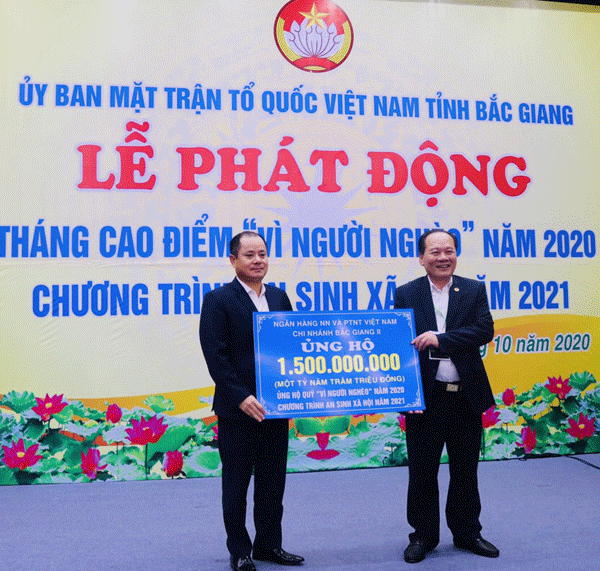 ỦY BAN MẶT TRẬN TỔ QUỐC VIỆT NAM TỈNH BẮC GIANG
LỄ PHÁT ĐỘNG
THÁNG CAO ĐIỂM "VÌ NGƯỜI NGHÈO" NĂM 2020
CHƯƠNG TRÌNH AN SINH XÃ NĂM 2021
10 năm 2020
NGÂN HÀNG NN VÀ PTNT VIỆT NAM
CHI NHÁNH BẮC GIANG II
ỦNG HỘ
1.500.000.000
(MỘT TỶ NĂM TRĂM TRIỆU ĐỒNG)
ỦNG HỘ QUỸ "VÌ NGƯỜI NGHÈO" NĂM 2020
CHƯƠNG TRÌNH AN SINH XÃ HỘI NĂM 2021